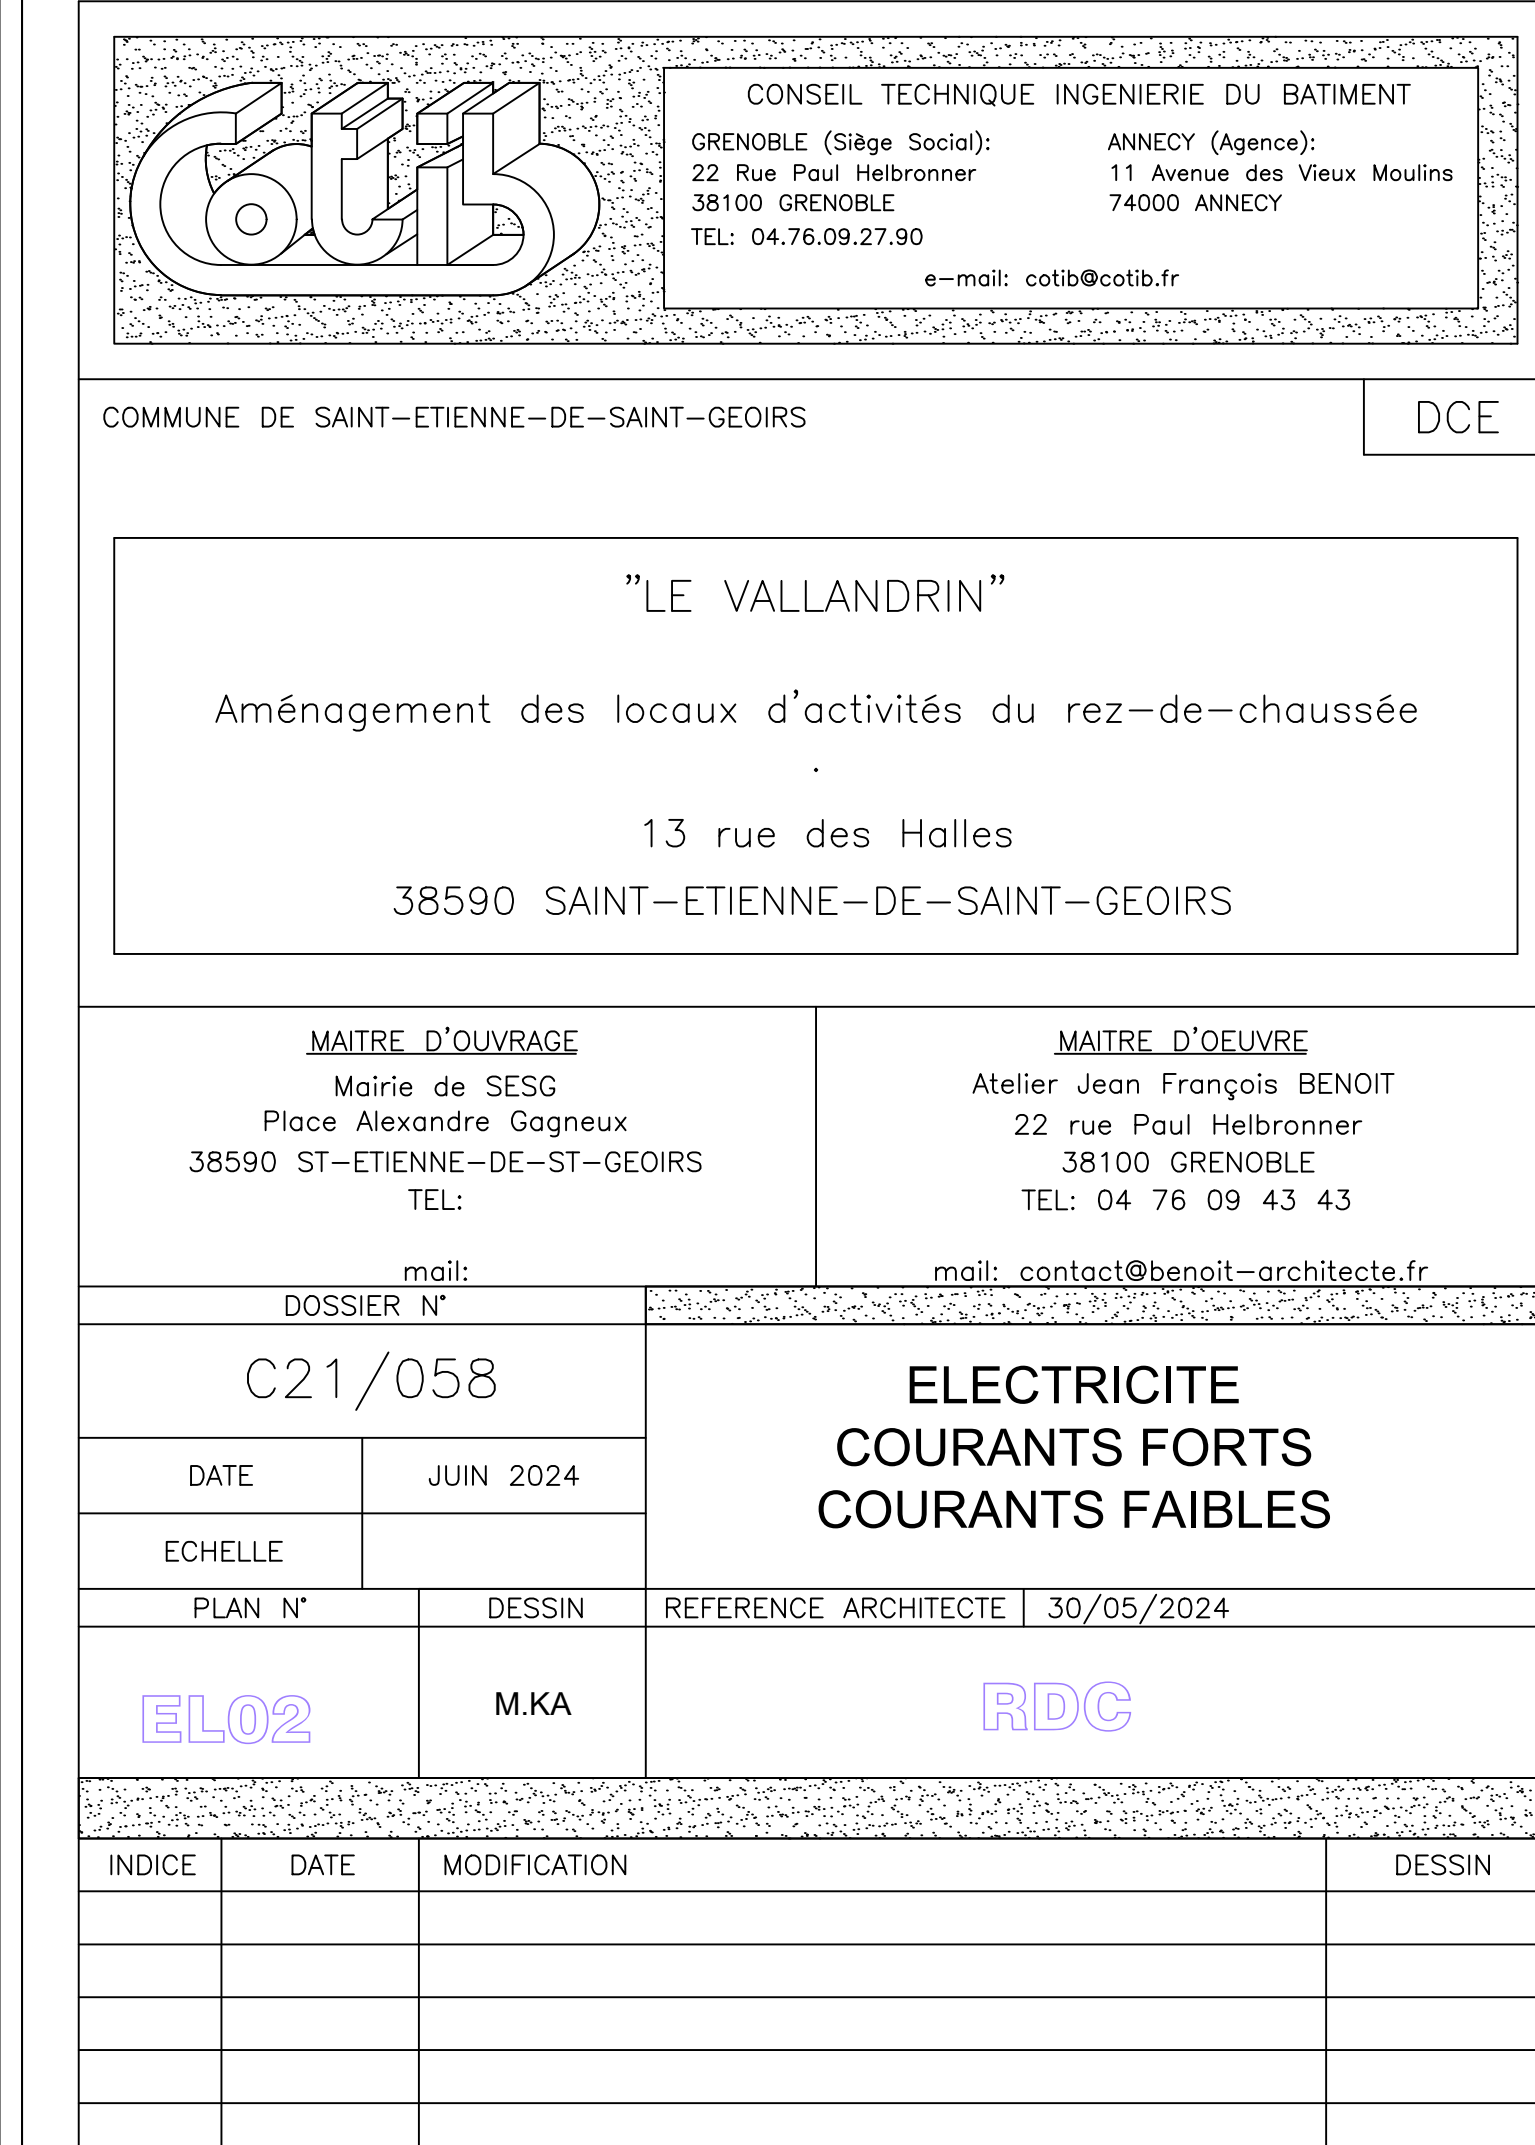 Cotib
CONSEIL TECHNIQUE INGENIERIE DU BATIMENT
GRENOBLE (Siège Social):
22 Rue Paul Helbronner
38100 GRENOBLE
TEL: 04.76.09.27.90
ANNECY (Agence):
11 Avenue des Vieux Moulins
74000 ANNECY
e-mail: cotib@cotib.fr
COMMUNE DE SAINT-ETIENNE-DE-SAINT-GEOIRS
DCE
"LE VALLANDRIN"
Aménagement des locaux d'activités du rez-de-chaussée
.
13 rue des Halles
38590 SAINT-ETIENNE-DE-SAINT-GEOIRS
MAITRE D'OUVRAGE
Mairie de SESG
Place Alexandre Gagneux
38590 ST-ETIENNE-DE-ST-GEOIRS
TEL:
mail:
MAITRE D'OEUVRE
Atelier Jean François BENOIT
22 rue Paul Helbronner
38100 GRENOBLE
TEL: 04 76 09 43 43
mail: contact@benoit-architecte.fr
DOSSIER N°
C21/058
DATE
JUIN 2024
ECHELLE
ELECTRICITE
COURANTS FORTS
COURANTS FAIBLES
PLAN N°
DESSIN
REFERENCE ARCHITECTE
30/05/2024
EL02
M.KA
RDC
INDICE
DATE
MODIFICATION
DESSIN